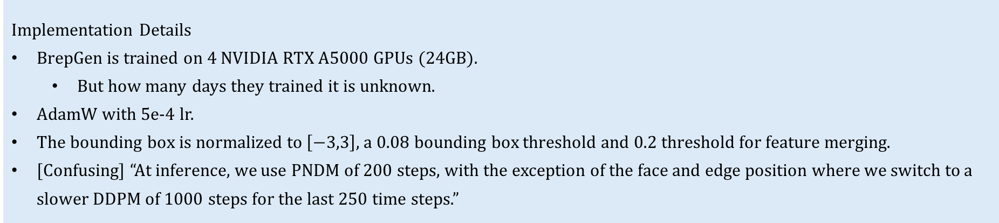 Implementation Details
• BrepGen is trained on 4 NVIDIA RTX A5000 GPUs (24GB).
• But how many days they trained it is unknown.
• AdamW with 5e-4 lr.
• The bounding box is normalized to [−3,3], a 0.08 bounding box threshold and 0.2 threshold for feature merging.
• [Confusing] “At inference, we use PNDM of 200 steps, with the exception of the face and edge position where we switch to a
slower DDPM of 1000 steps for the last 250 time steps.”